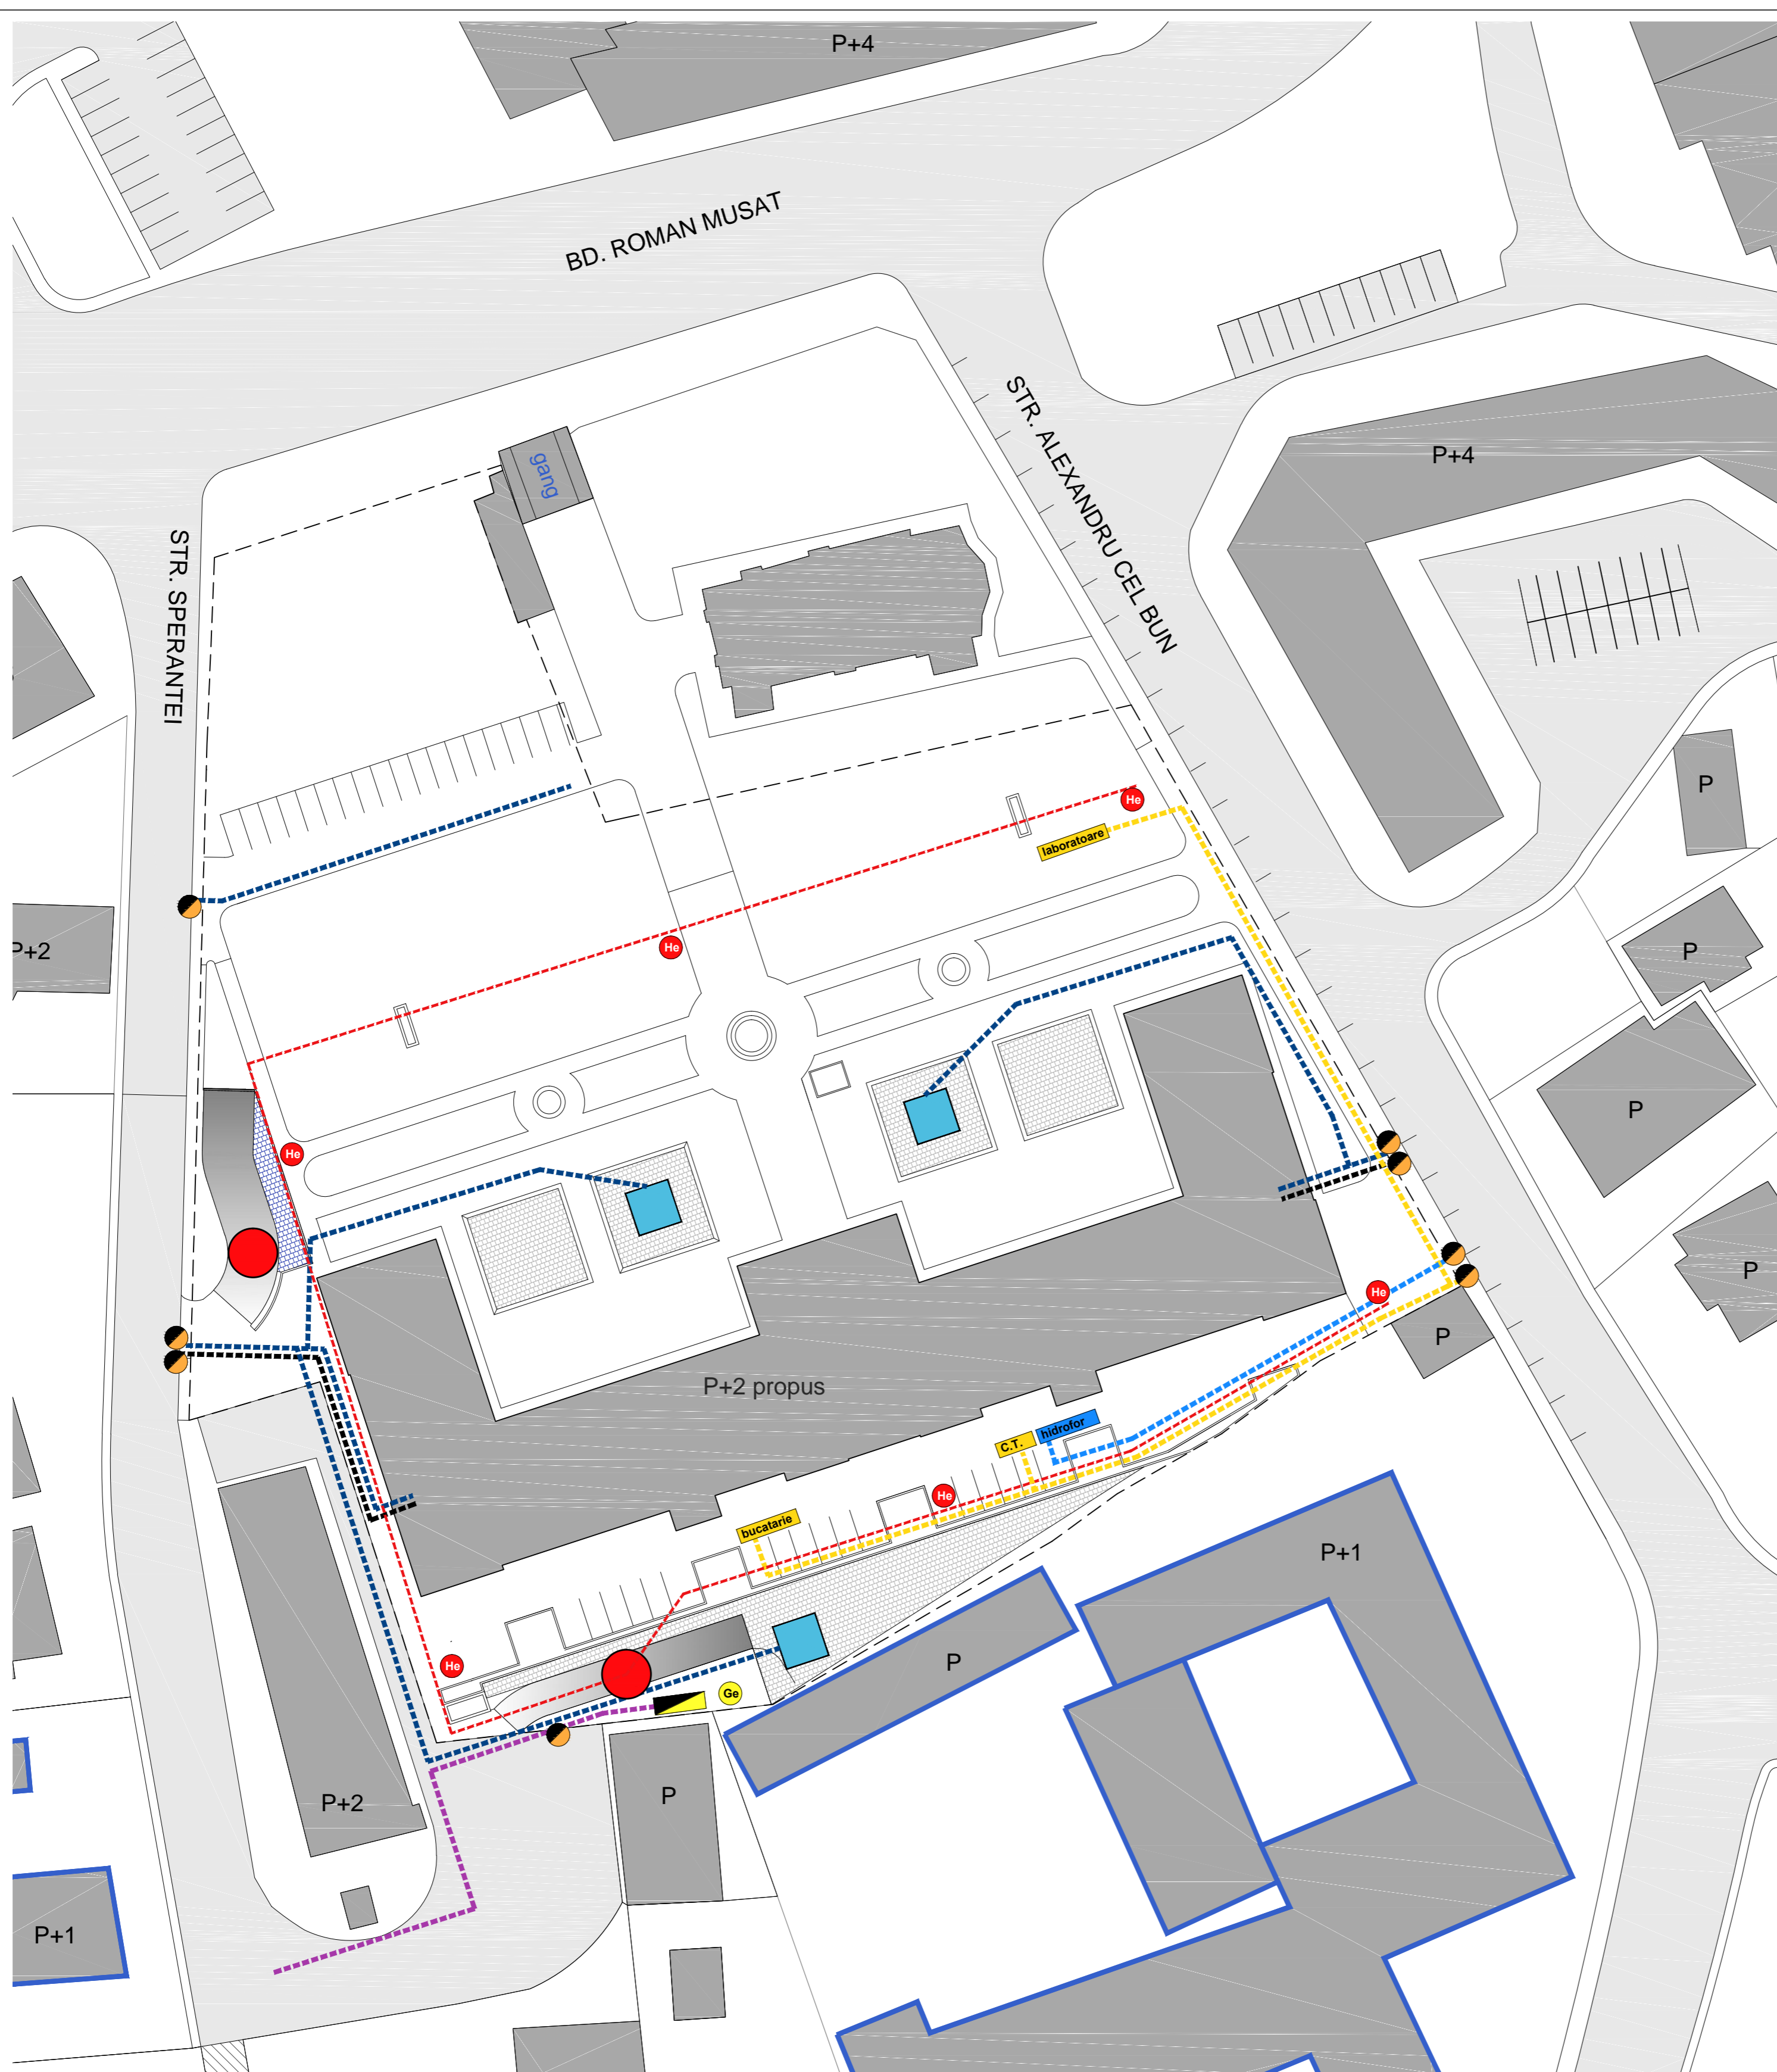 P+4
BD. ROMAN MUSAT
STR. ALEXANDRU CEL BUN
P+4
gang
STR. SPERANTEI
P
He
laboratoare
P+2
He
P
P
He
P
He
P
P+2 propus
hidrofor
C.T.
He
bucatarie
P+1
He
P
Ge
P
P+2
P+1